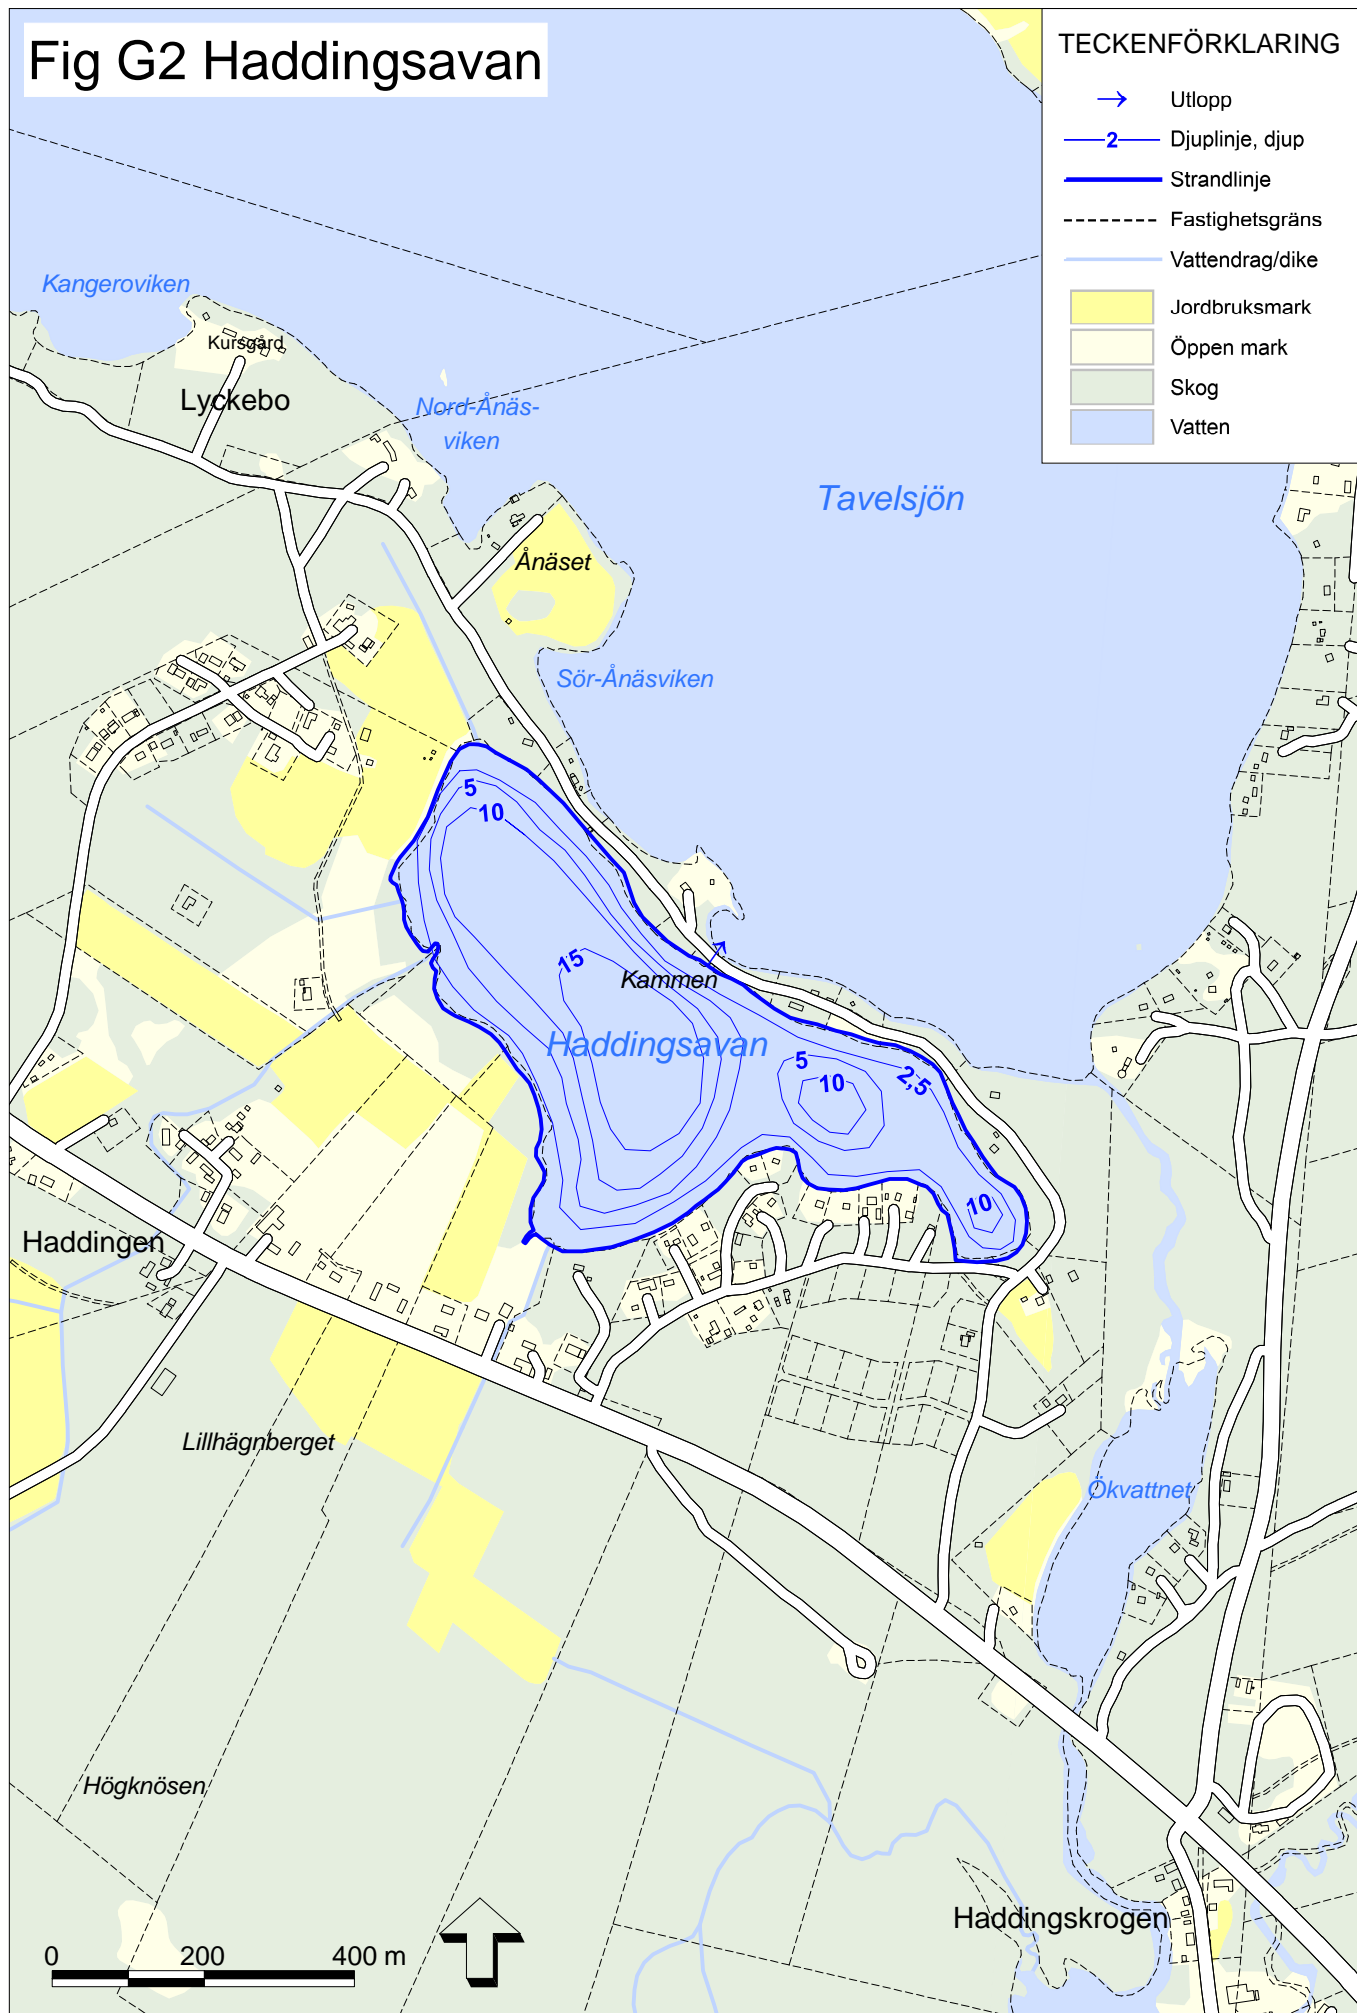 Fig G2 Haddingsavan
TECKENFÖRKLARING
Utlopp
2
Djuplinje, djup
Strandlinje
Fastighetsgräns
Vattendrag/dike
Jordbruksmark
Öppen mark
Skog
Vatten
Kangeroviken
Kursgård
Lyckebo
Nord-Ånäs-
viken
Tavelsjön
Ånäset
Sör-Ånäsviken
5
10
15
Kammen
Haddingsavan
5
10
2,5
10
Haddingen
Lillhägnberget
Ökvattnet
Högknösen
Haddingskrogen
0 200 400 m